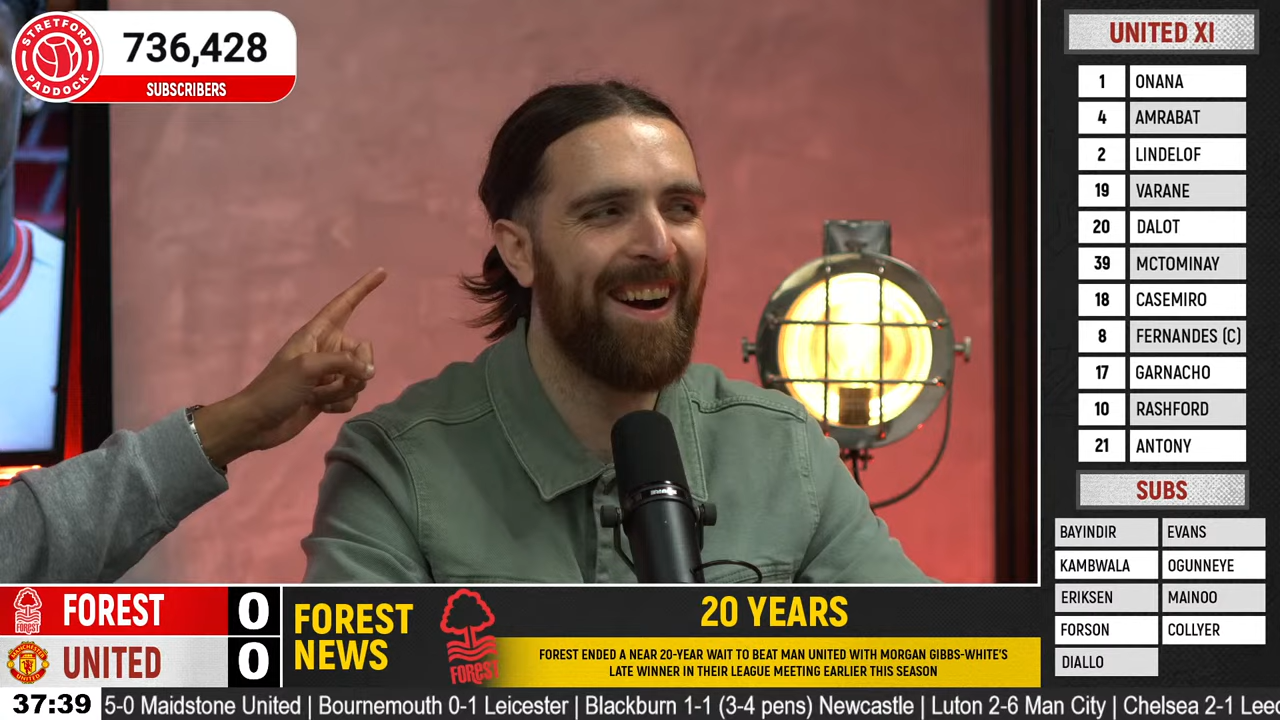 STRETFORD
PADDOCK
736,428
SUBSCRIBERS
UNITED XI
1 ONANA
4 AMRABAT
2 LINDELOF
19 VARANE
20 DALOT
39 MCTOMINAY
18 CASEMIRO
8 FERNANDES (C)
17 GARNACHO
10 RASHFORD
21 ANTONY
SUBS
BAYINDIR EVANS
KAMBWALA OGUNNEYE
ERIKSEN MAINOO
FORSON COLLYER
DIALLO
FOREST 0
UNITED 0
FOREST
NEWS
FOREST
20 YEARS
FOREST ENDED A NEAR 20-YEAR WAIT TO BEAT MAN UNITED WITH MORGAN GIBBS-WHITE'S
LATE WINNER IN THEIR LEAGUE MEETING EARLIER THIS SEASON
37:39 5-0 Maidstone United | Bournemouth 0-1 Leicester | Blackburn 1-1 (3-4 pens) Newcastle | Luton 2-6 Man City | Chelsea 2-1 Leed